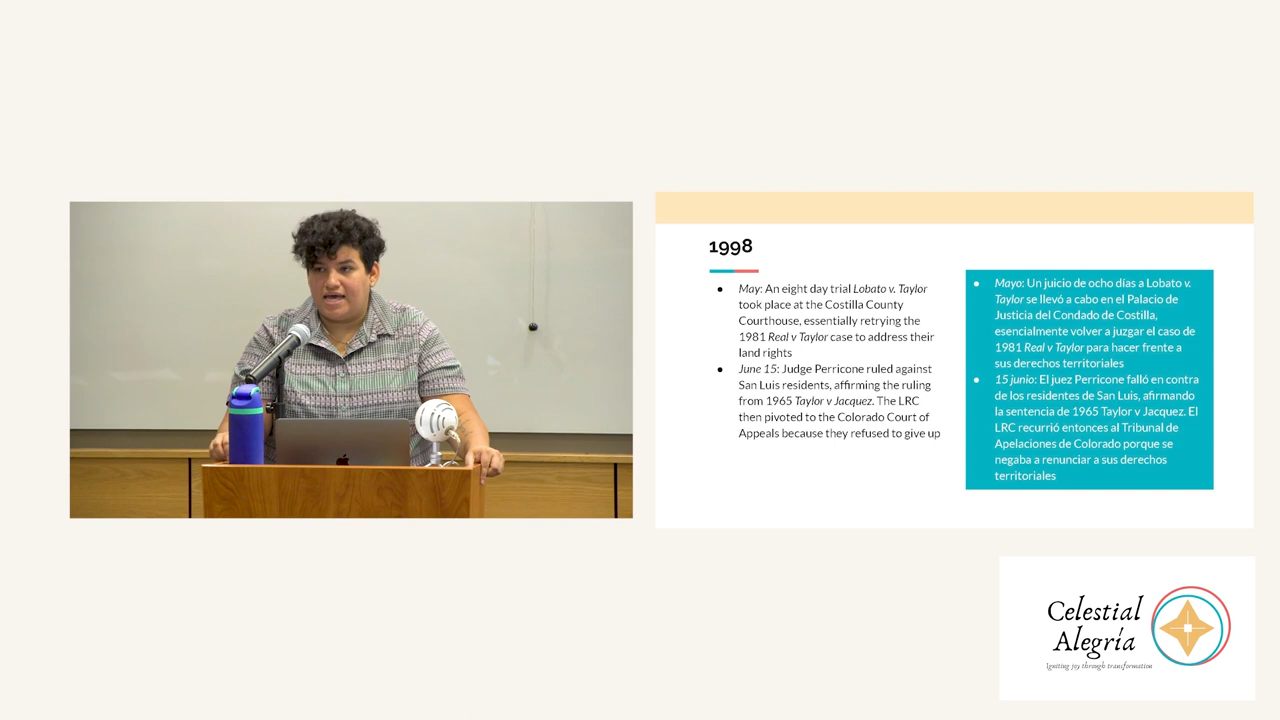 1998
● May: An eight day trial Lobato v. Taylor
took place at the Costilla County
Courthouse, essentially retrying the
1981 Real v Taylor case to address their
land rights
● June 15: Judge Perricone ruled against
San Luis residents, affirming the ruling
from 1965 Taylor v Jacquez. The LRC
then pivoted to the Colorado Court of
Appeals because they refused to give up
● Mayo: Un juicio de ocho días a Lobato v.
Taylor se llevó a cabo en el Palacio de
Justicia del Condado de Costilla,
esencialmente volver a juzgar el caso de
1981 Real v Taylor para hacer frente a
sus derechos territoriales
● 15 junio: El juez Perricone falló en contra
de los residentes de San Luis, afirmando
la sentencia de 1965 Taylor v Jacquez. El
LRC recurrió entonces al Tribunal de
Apelaciones de Colorado porque se
negaba a renunciar a sus derechos
territoriales
Celestial
Alegría
Igniting joy through transformation